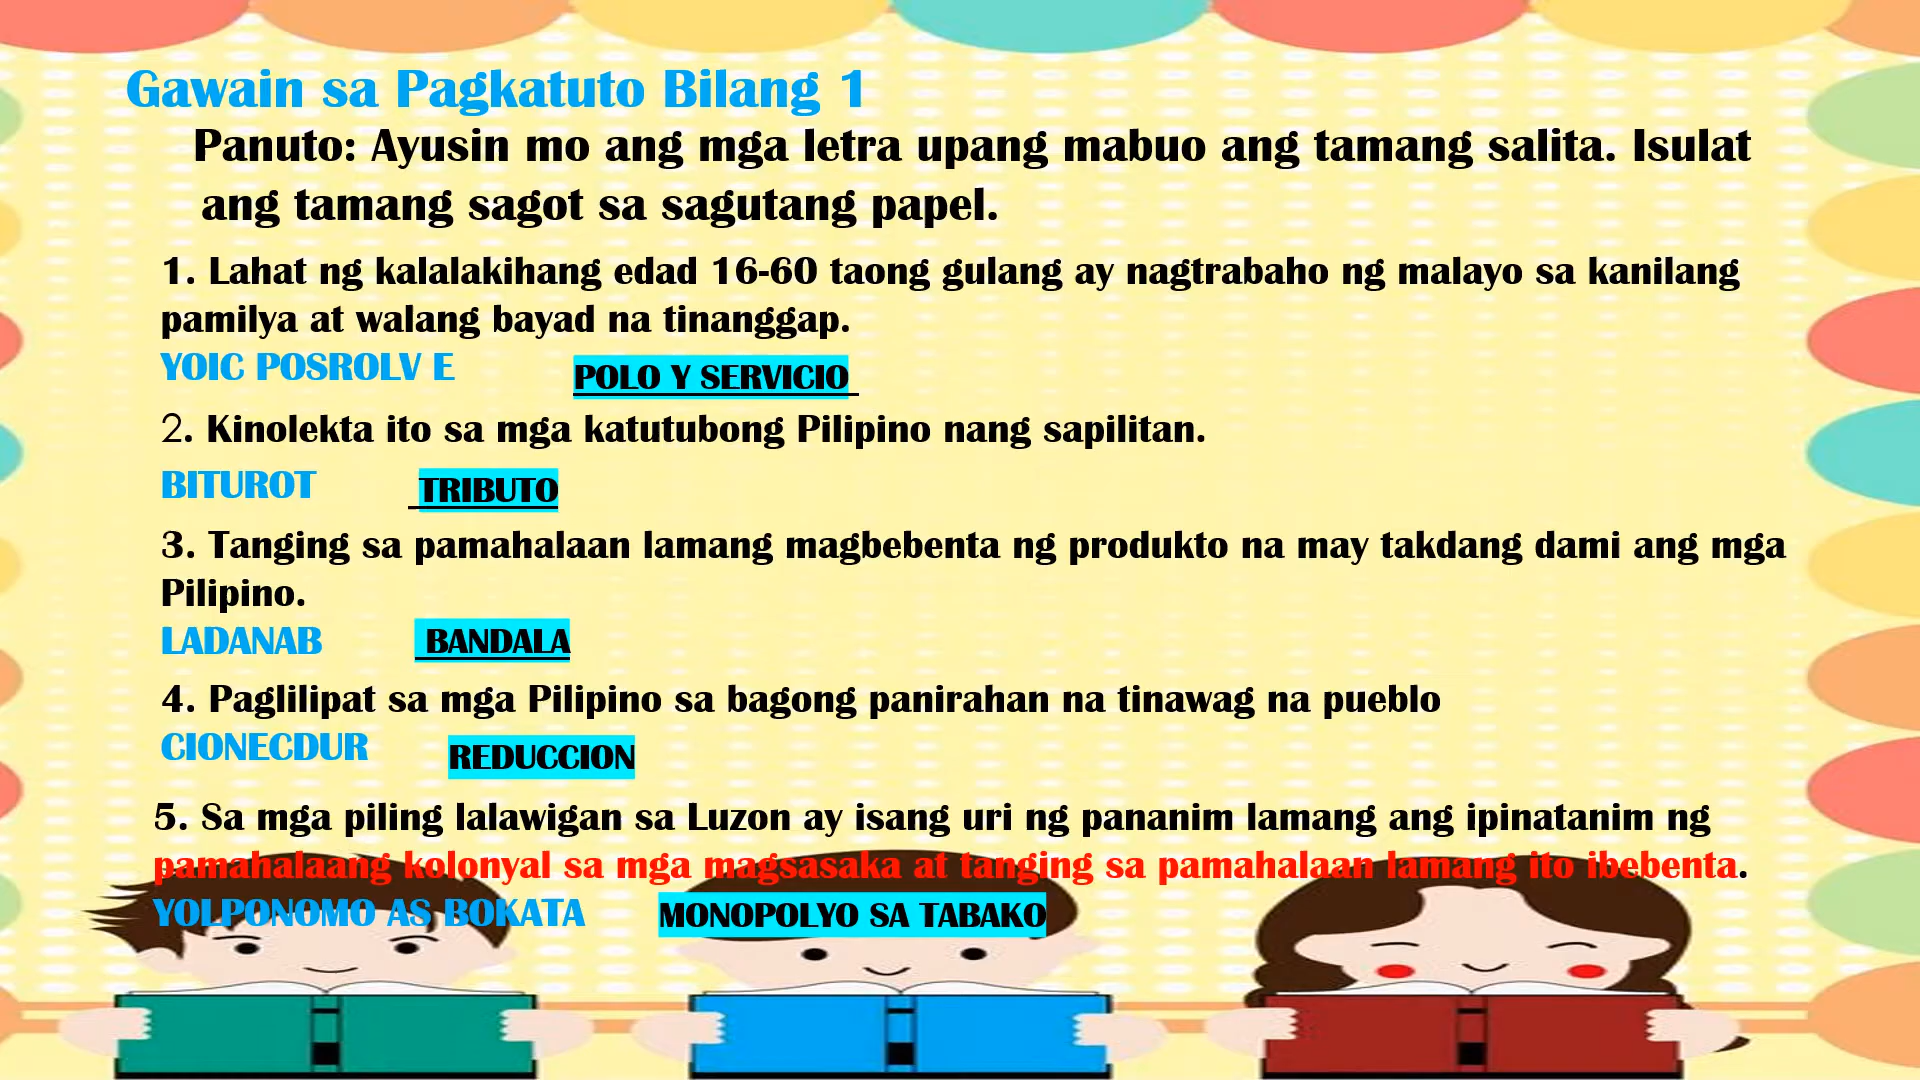 Gawain sa Pagkatuto Bilang 1
Panuto: Ayusin mo ang mga letra upang mabuo ang tamang salita. Isulat
ang tamang sagot sa sagutang papel.
1. Lahat ng kalalakihang edad 16-60 taong gulang ay nagtrabaho ng malayo sa kanilang
pamilya at walang bayad na tinanggap.
YOIC POSROLV E POLO Y SERVICIO
2. Kinolekta ito sa mga katutubong Pilipino nang sapilitan.
BITUROT TRIBUTO
3. Tanging sa pamahalaan lamang magbebenta ng produkto na may takdang dami ang mga
Pilipino.
LADANAB BANDALA
4. Paglilipat sa mga Pilipino sa bagong panirahan na tinawag na pueblo
CIONECDUR REDUCCION
5. Sa mga piling lalawigan sa Luzon ay isang uri ng pananim lamang ang ipinatanim ng
pamahalaang kolonyal sa mga magsasaka at tanging sa pamahalaan lamang ito ibebenta.
YOLPONOMO AS BOKATA MONOPOLYO SA TABAKO